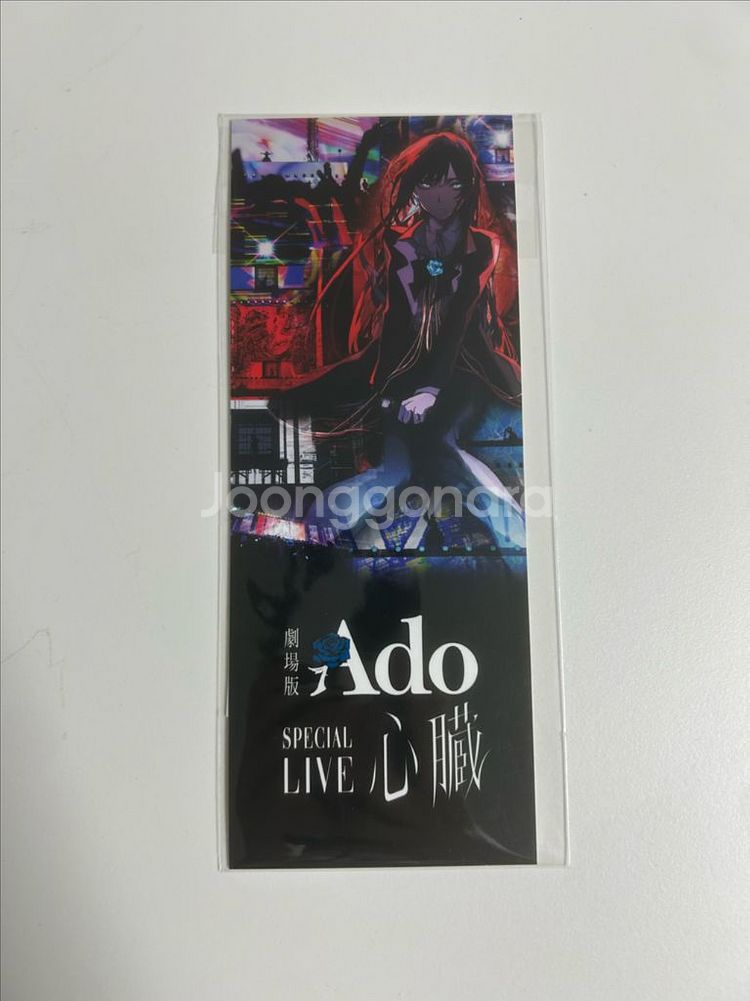 Joonggonara
劇場版
Ado
SPECIAL
LIVE
心臓